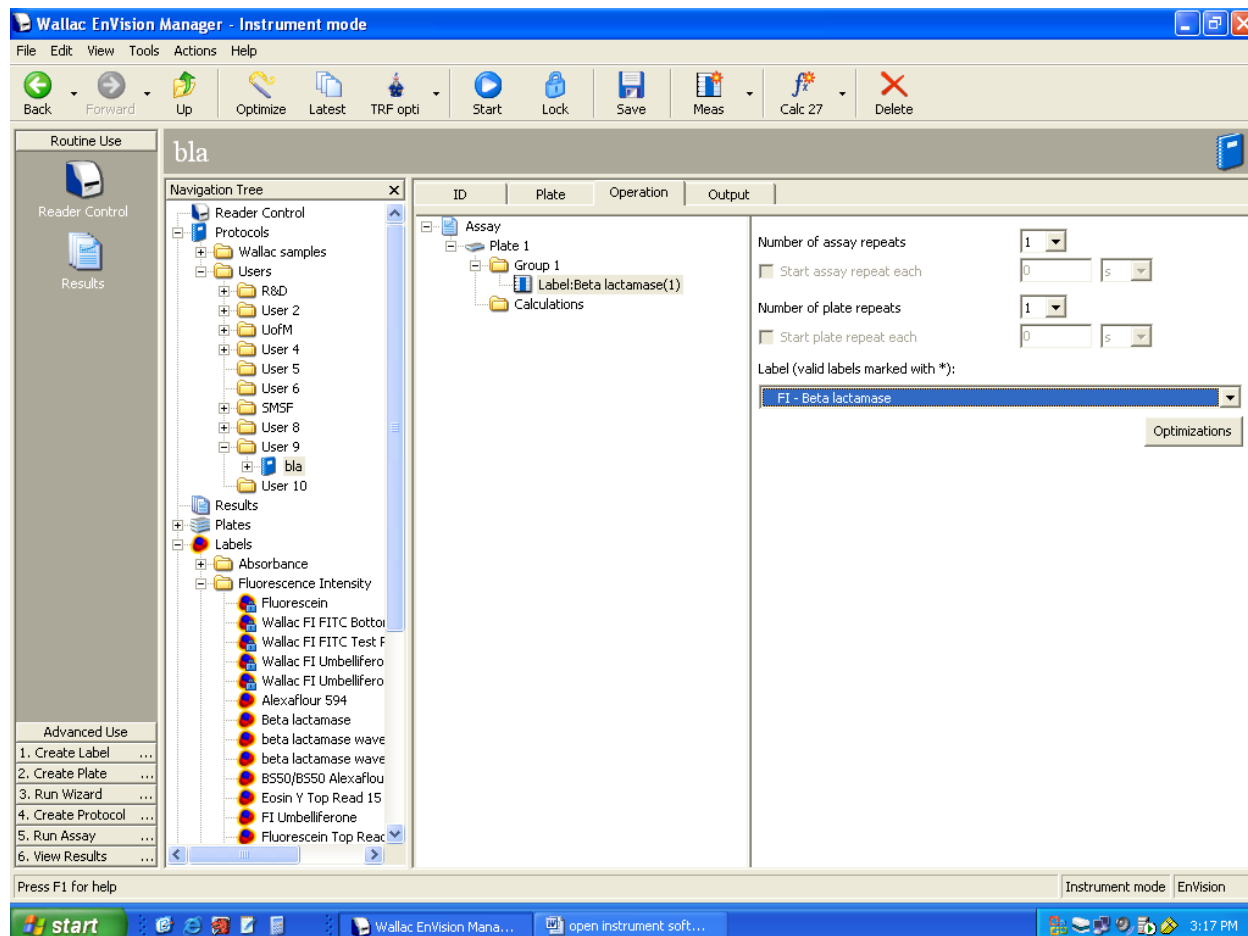 Wallac EnVision Manager - Instrument mode
File Edit View Tools Actions Help
Back Forward Up Optimize Latest TRF opti Start Lock Save Meas Calc 27 Delete
Routine Use
Reader Control
Results
Advanced Use
1. Create Label ...
2. Create Plate ...
3. Run Wizard ...
4. Create Protocol ...
5. Run Assay ...
6. View Results ...
bla
Navigation Tree
Reader Control
Protocols
Wallac samples
Users
R&D
User 2
UofM
User 4
User 5
User 6
SMSF
User 8
User 9
bla
User 10
Results
Plates
Labels
Absorbance
Fluorescence Intensity
Fluorescein
Wallac FI FITC Bottor
Wallac FI FITC Test F
Wallac FI Umbellifero
Wallac FI Umbellifero
Alexaflour 594
Beta lactamase
beta lactamase wave
beta lactamase wave
BS50/BS50 Alexaflou
Eosin Y Top Read 15
FI Umbelliferone
Fluorescein Top Read
ID Plate Operation Output
Assay
Plate 1
Group 1
Label:Beta lactamase(1)
Calculations
Number of assay repeats 1
Start assay repeat each 0 s
Number of plate repeats 1
Start plate repeat each 0 s
Label (valid labels marked with *):
FI - Beta lactamase
Optimizations
Press F1 for help
Instrument mode EnVision
start
Wallac EnVision Mana...
open instrument soft...
3:17 PM